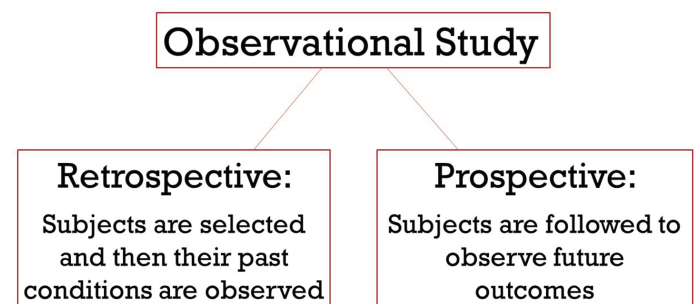 Observational Study
Retrospective:
Subjects are selected
and then their past
conditions are observed
Prospective:
Subjects are followed to
observe future
outcomes